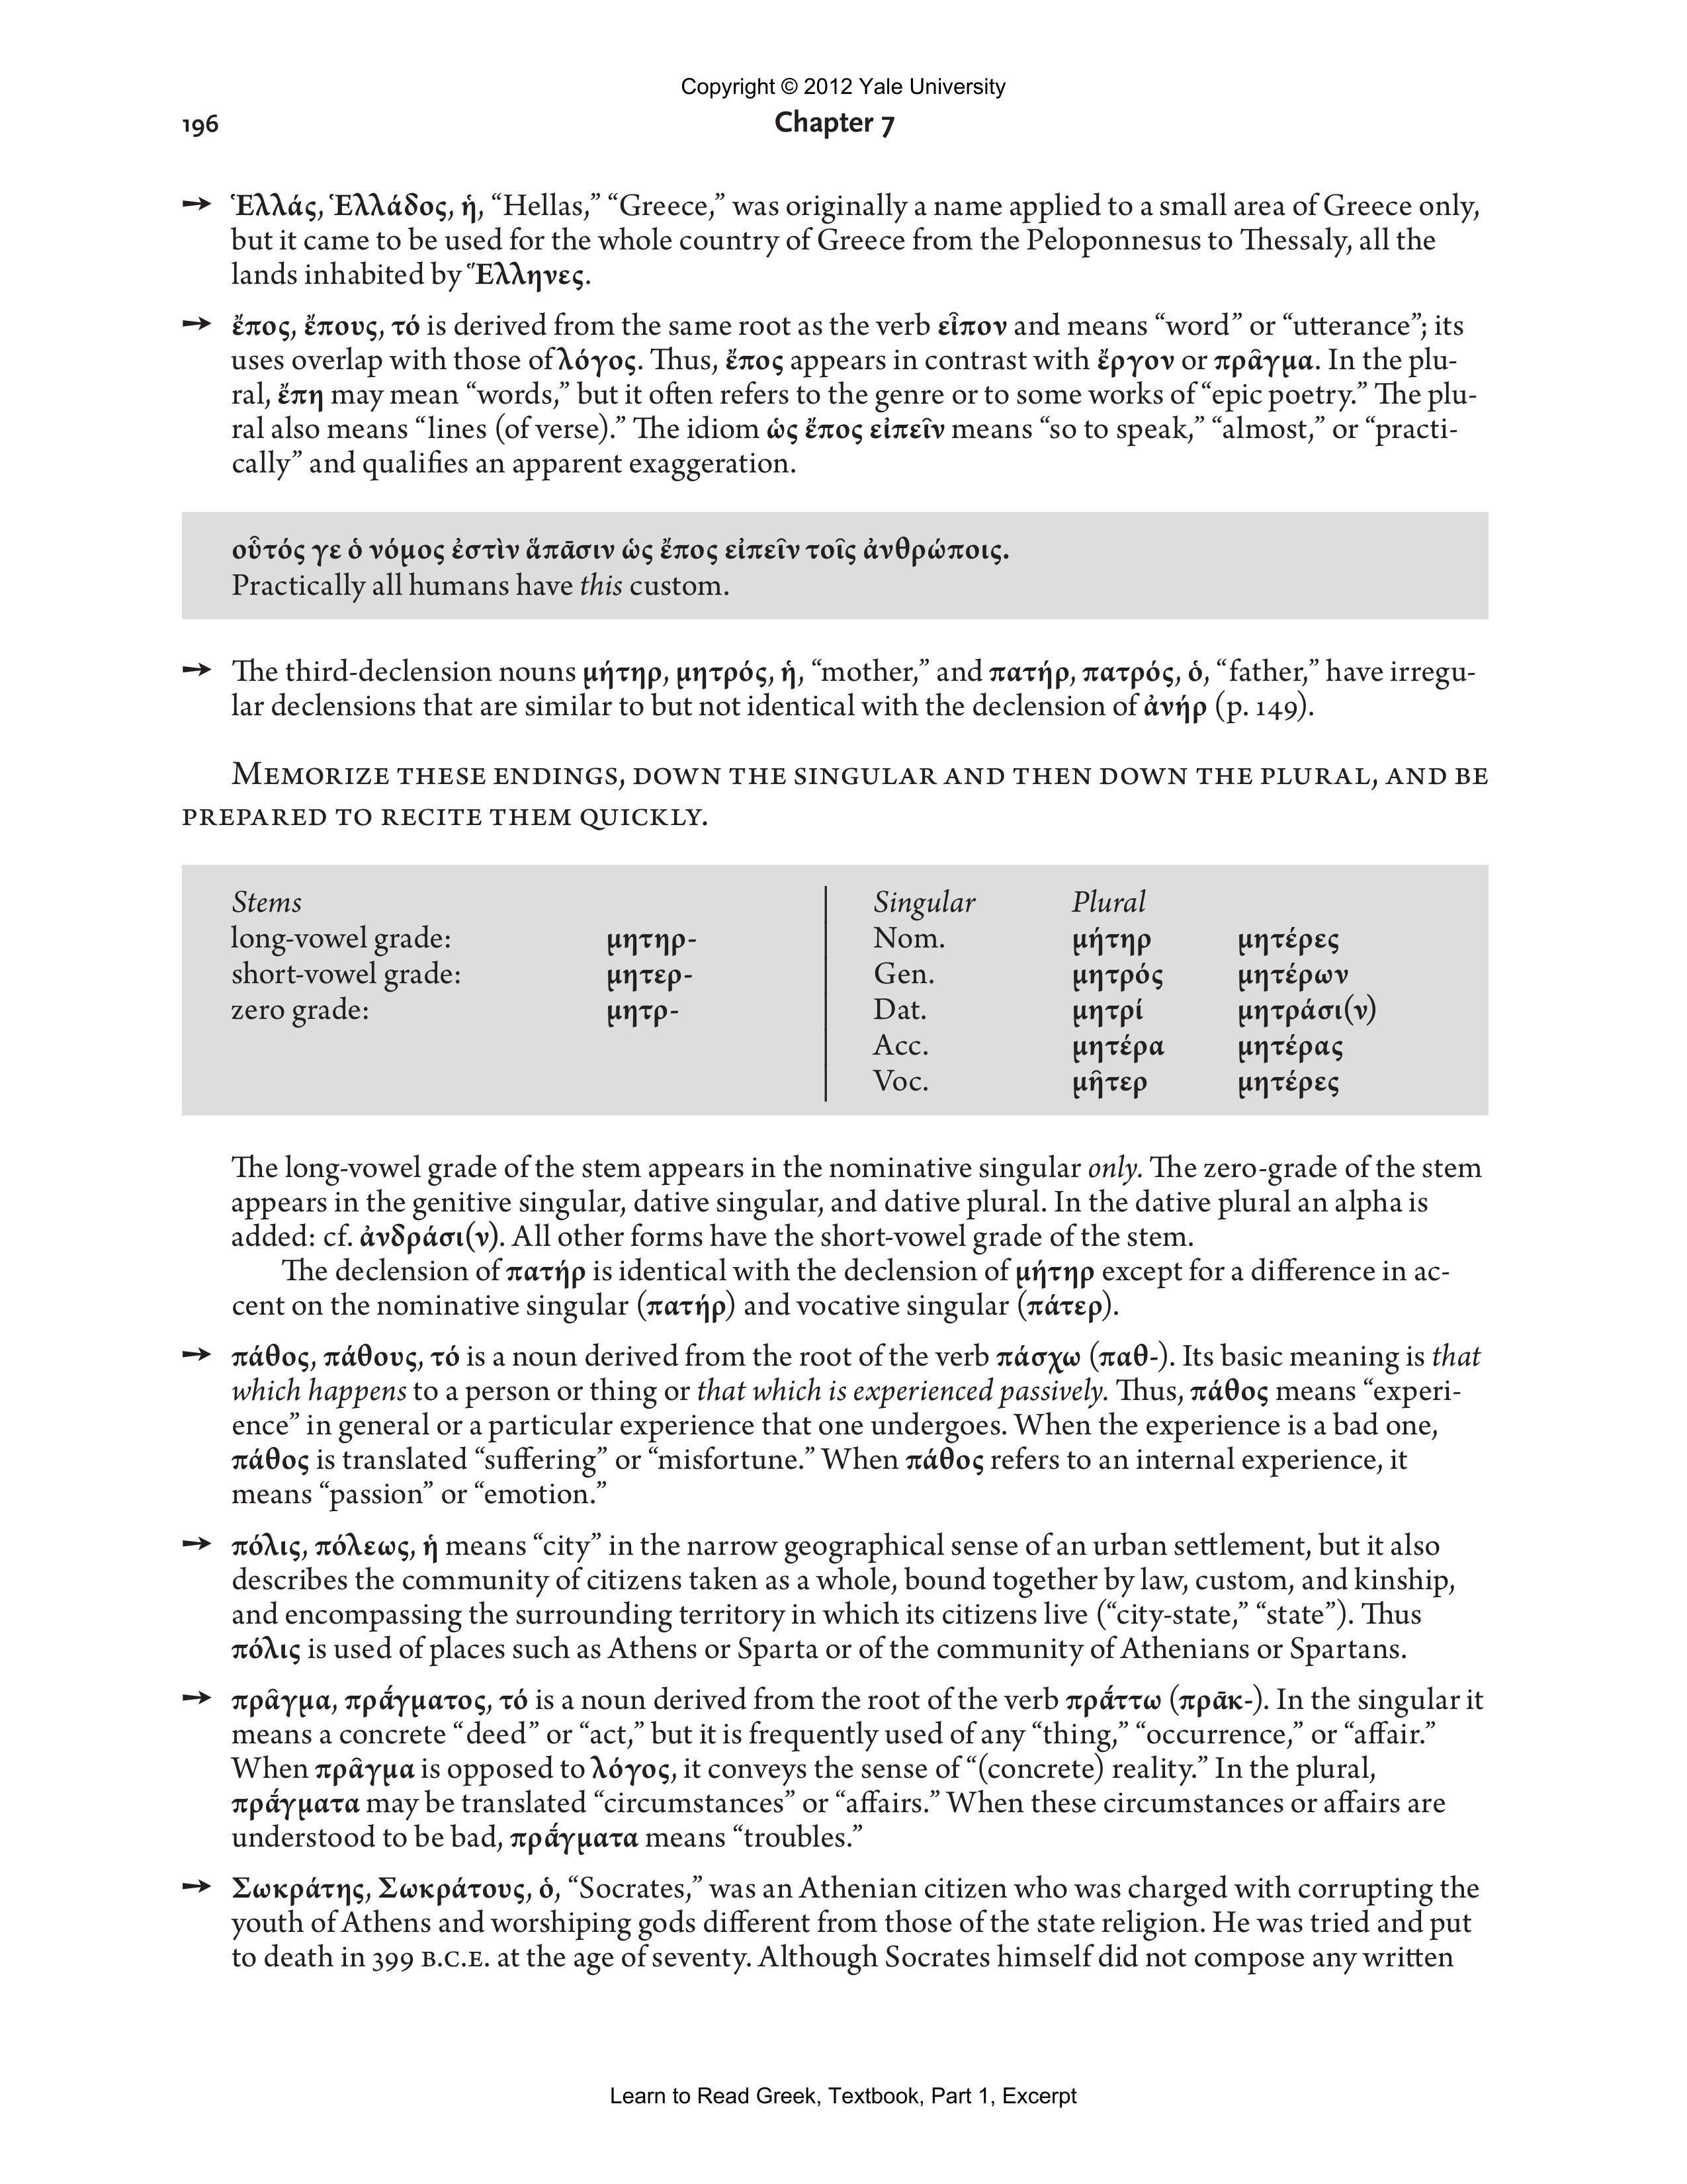 Copyright © 2012 Yale University
196 Chapter 7
➙ Ἑλλάς, Ἑλλάδος, ἡ, “Hellas,” “Greece,” was originally a name applied to a small area of Greece only,
but it came to be used for the whole country of Greece from the Peloponnesus to Thessaly, all the
lands inhabited by Ἕλληνες.
➙ ἔπος, ἔπους, τό is derived from the same root as the verb εἶπον and means “word” or “utterance”; its
uses overlap with those of λόγος. Thus, ἔπος appears in contrast with ἔργον or πρᾶγμα. In the plu-
ral, ἔπη may mean “words,” but it often refers to the genre or to some works of “epic poetry.” The plu-
ral also means “lines (of verse).” The idiom ὡς ἔπος εἰπεῖν means “so to speak,” “almost,” or “practi-
cally” and qualifies an apparent exaggeration.
οὗτός γε ὁ νόμος ἐστὶν ἅπᾱσιν ὡς ἔπος εἰπεῖν τοῖς ἀνθρώποις.
Practically all humans have this custom.
➙ The third-declension nouns μήτηρ, μητρός, ἡ, “mother,” and πατήρ, πατρός, ὁ, “father,” have irregu-
lar declensions that are similar to but not identical with the declension of ἀνήρ (p. 149).
Memorize these endings, down the singular and then down the plural, and be
prepared to recite them quickly.
Stems Singular Plural
long-vowel grade: μητηρ- Nom. μήτηρ μητέρες
short-vowel grade: μητερ- Gen. μητρός μητέρων
zero grade: μητρ- Dat. μητρί μητράσι(ν)
Acc. μητέρα μητέρας
Voc. μῆτερ μητέρες
The long-vowel grade of the stem appears in the nominative singular only. The zero-grade of the stem
appears in the genitive singular, dative singular, and dative plural. In the dative plural an alpha is
added: cf. ἀνδράσι(ν). All other forms have the short-vowel grade of the stem.
The declension of πατήρ is identical with the declension of μήτηρ except for a difference in ac-
cent on the nominative singular (πατήρ) and vocative singular (πάτερ).
➙ πάθος, πάθους, τό is a noun derived from the root of the verb πάσχω (παθ-). Its basic meaning is that
which happens to a person or thing or that which is experienced passively. Thus, πάθος means “experi-
ence” in general or a particular experience that one undergoes. When the experience is a bad one,
πάθος is translated “suffering” or “misfortune.” When πάθος refers to an internal experience, it
means “passion” or “emotion.”
➙ πόλις, πόλεως, ἡ means “city” in the narrow geographical sense of an urban settlement, but it also
describes the community of citizens taken as a whole, bound together by law, custom, and kinship,
and encompassing the surrounding territory in which its citizens live (“city-state,” “state”). Thus
πόλις is used of places such as Athens or Sparta or of the community of Athenians or Spartans.
➙ πρᾶγμα, πρᾱ́γματος, τό is a noun derived from the root of the verb πρᾱ́ττω (πρᾱκ-). In the singular it
means a concrete “deed” or “act,” but it is frequently used of any “thing,” “occurrence,” or “affair.”
When πρᾶγμα is opposed to λόγος, it conveys the sense of “(concrete) reality.” In the plural,
πρᾱ́γματα may be translated “circumstances” or “affairs.” When these circumstances or affairs are
understood to be bad, πρᾱ́γματα means “troubles.”
➙ Σωκράτης, Σωκράτους, ὁ, “Socrates,” was an Athenian citizen who was charged with corrupting the
youth of Athens and worshiping gods different from those of the state religion. He was tried and put
to death in 399 B.C.E. at the age of seventy. Although Socrates himself did not compose any written
Learn to Read Greek, Textbook, Part 1, Excerpt